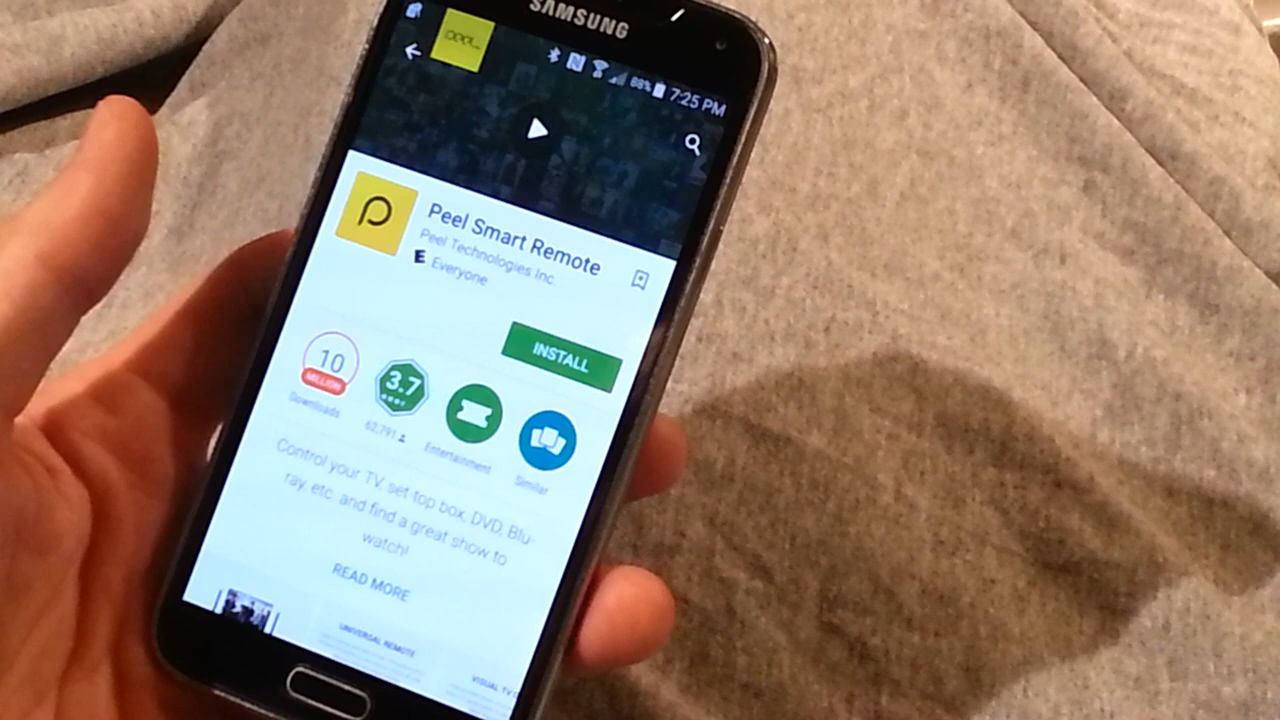 SAMSUNG
peel
88% 7:25 PM
Peel Smart Remote
Peel Technologies Inc.
E Everyone
INSTALL
10
MILLION
Downloads
3.7
62,791
Entertainment
Similar
Control your TV, set top box, DVD, Blu-
ray, etc. and find a great show to
watch!
READ MORE
UNIVERSAL REMOTE
VISUAL TV